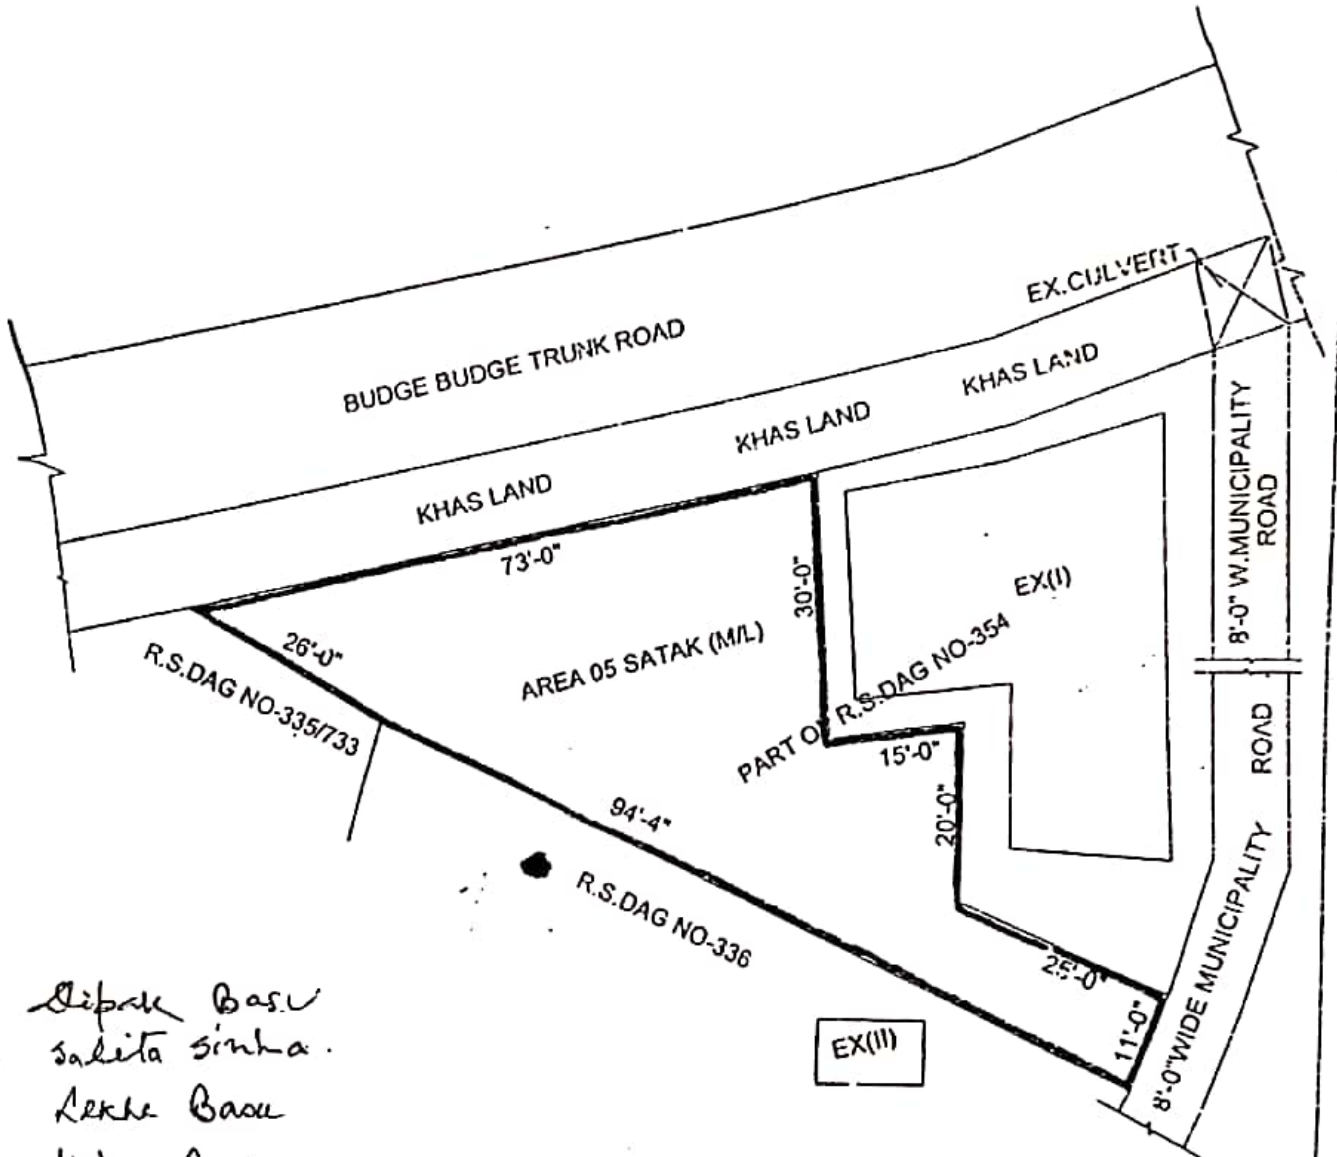 EX.CULVERT
BUDGE BUDGE TRUNK ROAD
KHAS LAND
KHAS LAND
KHAS LAND
8'-0" W.MUNICIPALITY
ROAD
73'-0"
30'-0"
EX(I)
26'-0"
R.S.DAG NO-335/733
AREA 05 SATAK (M/L)
PART OF R.S.DAG NO-354
15'-0"
20'-0"
94'-4"
R.S.DAG NO-336
25'-0"
11'-0"
8'-0"WIDE MUNICIPALITY ROAD
EX(II)
Dipak Basu
Salita Sinha.
Basu